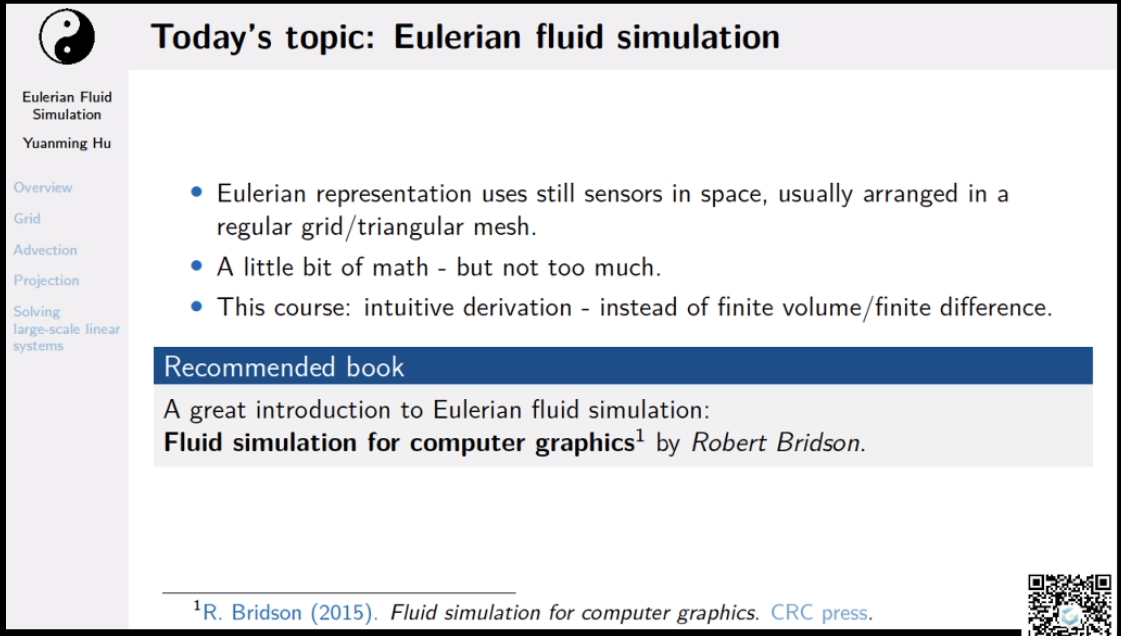 Today's topic: Eulerian fluid simulation
Eulerian Fluid
Simulation
Yuanming Hu
Overview
Grid
Advection
Projection
Solving
large-scale linear
systems
• Eulerian representation uses still sensors in space, usually arranged in a
regular grid/triangular mesh.
• A little bit of math - but not too much.
• This course: intuitive derivation - instead of finite volume/finite difference.
Recommended book
A great introduction to Eulerian fluid simulation:
Fluid simulation for computer graphics¹ by Robert Bridson.
¹R. Bridson (2015). Fluid simulation for computer graphics. CRC press.